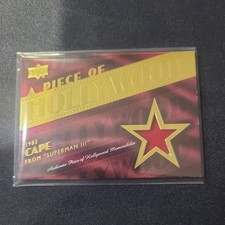 A PIECE OF
HOLLYWOOD
1983
CAPE
FROM "SUPERMAN III"
Authentic Piece of Hollywood Memorabilia